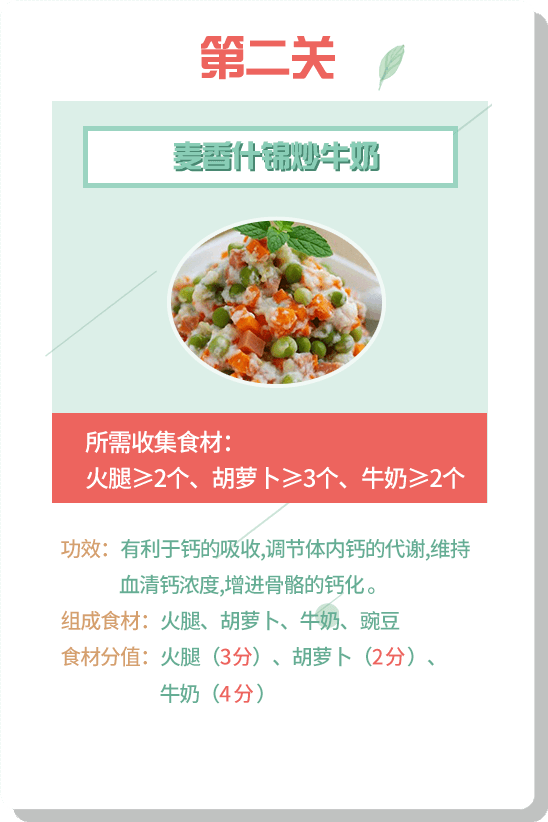 第二关
麦香什锦炒牛奶
所需收集食材：
火腿≥2个、胡萝卜≥3个、牛奶≥2个
功效：有利于钙的吸收,调节体内钙的代谢,维持
血清钙浓度,增进骨骼的钙化。
组成食材：火腿、胡萝卜、牛奶、豌豆
食材分值：火腿（3分）、胡萝卜（2分）、
牛奶（4分）